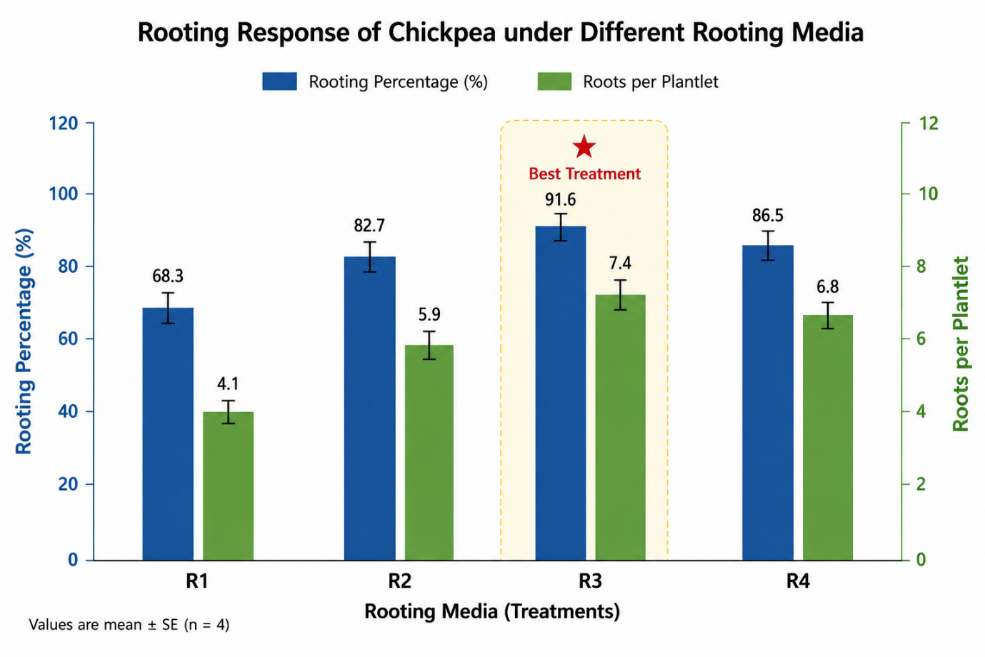 Rooting Response of Chickpea under Different Rooting Media
Rooting Percentage (%)
Roots per Plantlet
Rooting Percentage (%)
120
100
80
60
40
20
0
Best Treatment
68.3
4.1
82.7
5.9
91.6
7.4
86.5
6.8
12
10
8
6
4
2
0
Roots per Plantlet
R1
R2
R3
R4
Rooting Media (Treatments)
Values are mean ± SE (n = 4)